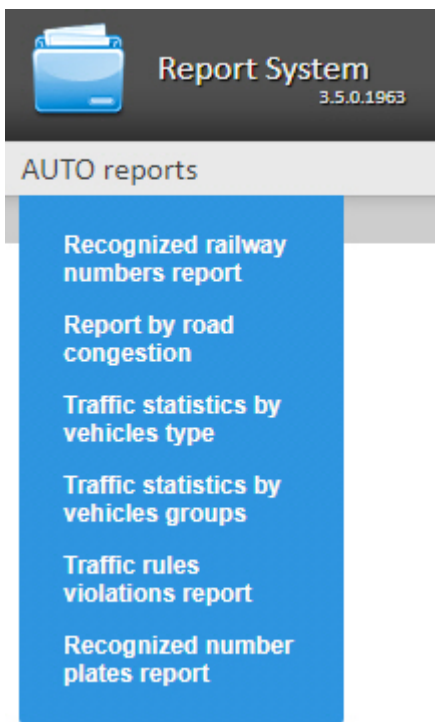 Report System
3.5.0.1963
AUTO reports
Recognized railway
numbers report
Report by road
congestion
Traffic statistics by
vehicles type
Traffic statistics by
vehicles groups
Traffic rules
violations report
Recognized number
plates report